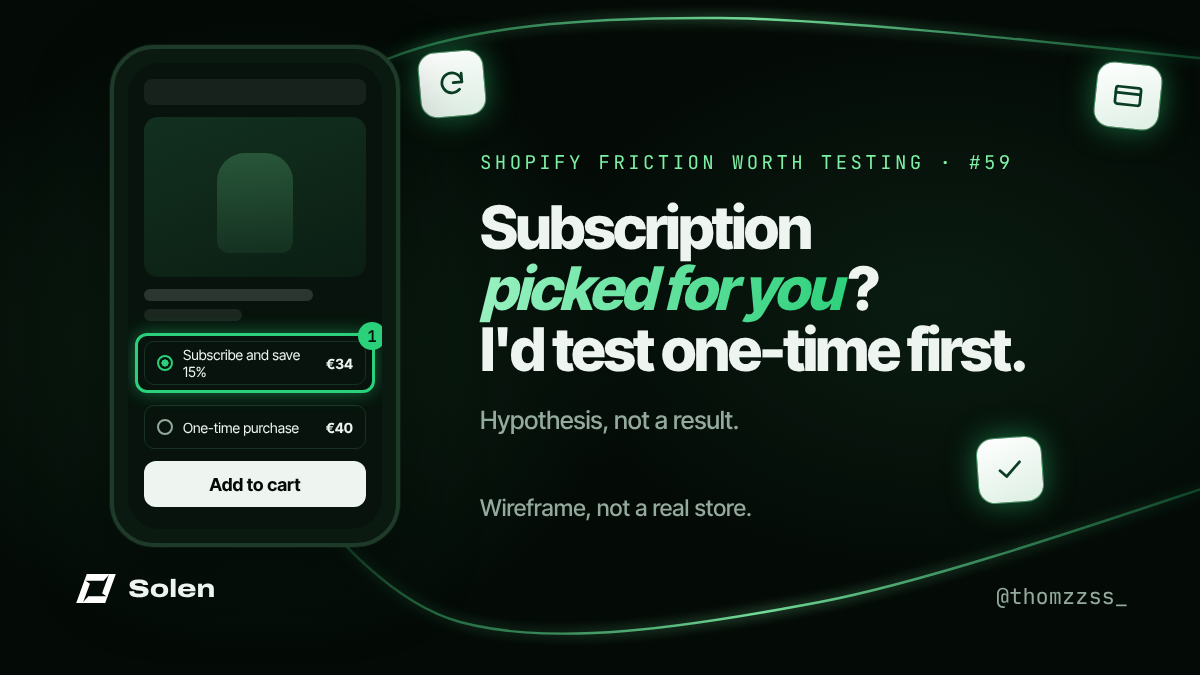 SHOPIFY FRICTION WORTH TESTING · #59
Subscription
picked for you?
I'd test one-time first.
Hypothesis, not a result.
Wireframe, not a real store.
1
Subscribe and save
15%
€34
One-time purchase
€40
Add to cart
Solen
@thomzzss_